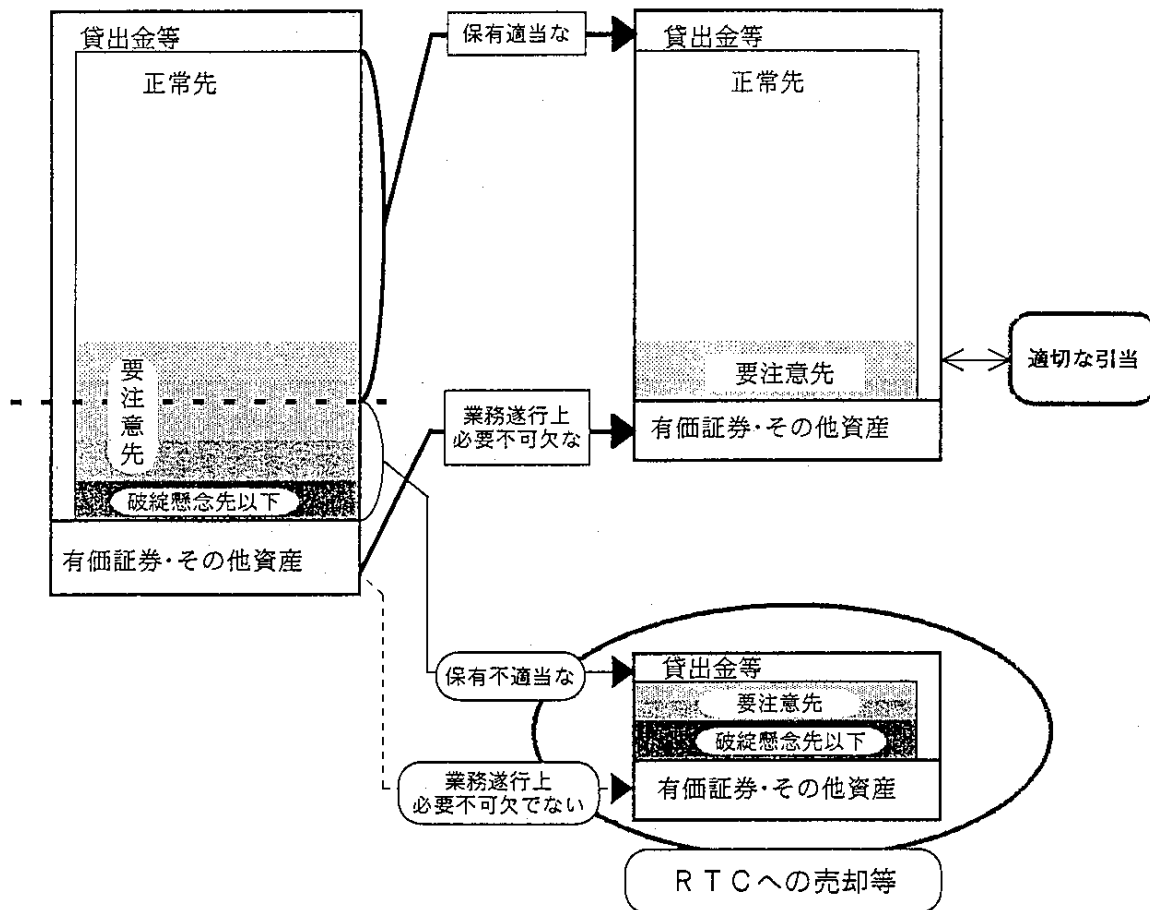 貸出金等
正常先
要注意先
破綻懸念先以下
有価証券・その他資産
保有適当な
業務遂行上
必要不可欠な
貸出金等
正常先
要注意先
有価証券・その他資産
適切な引当
保有不適当な
業務遂行上
必要不可欠でない
貸出金等
要注意先
破綻懸念先以下
有価証券・その他資産
RTCへの売却等